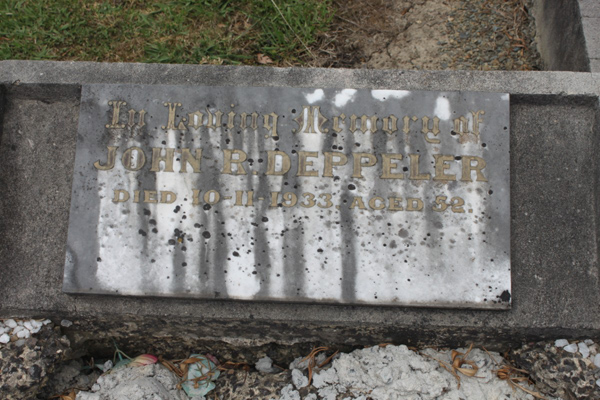 In Loving Memory of
JOHN R. DEPPELER
DIED 10-11-1933 AGED 32.